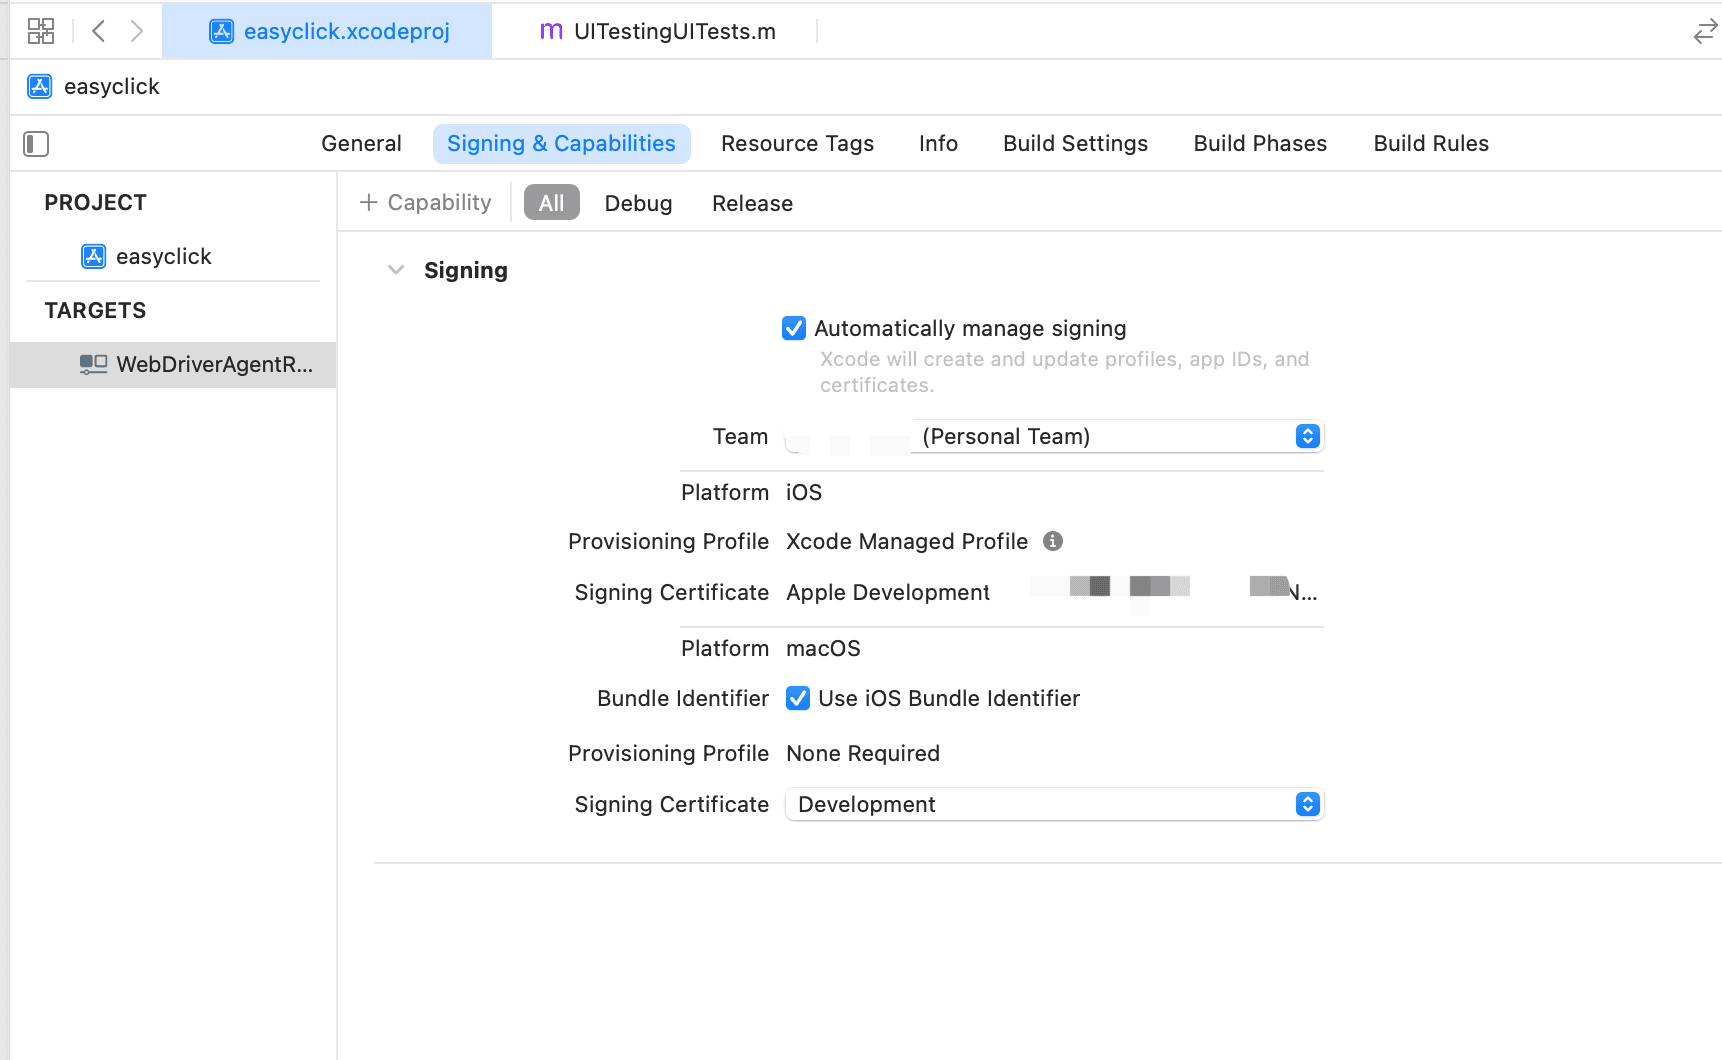 easyclick.xcodeproj
m UITestingUITests.m
easyclick
General Signing & Capabilities Resource Tags Info Build Settings Build Phases Build Rules
PROJECT
easyclick
TARGETS
WebDriverAgentR...
+ Capability All Debug Release
Signing
Automatically manage signing
Xcode will create and update profiles, app IDs, and
certificates.
Team (Personal Team)
Platform iOS
Provisioning Profile Xcode Managed Profile
Signing Certificate Apple Development N...
Platform macOS
Bundle Identifier Use iOS Bundle Identifier
Provisioning Profile None Required
Signing Certificate Development